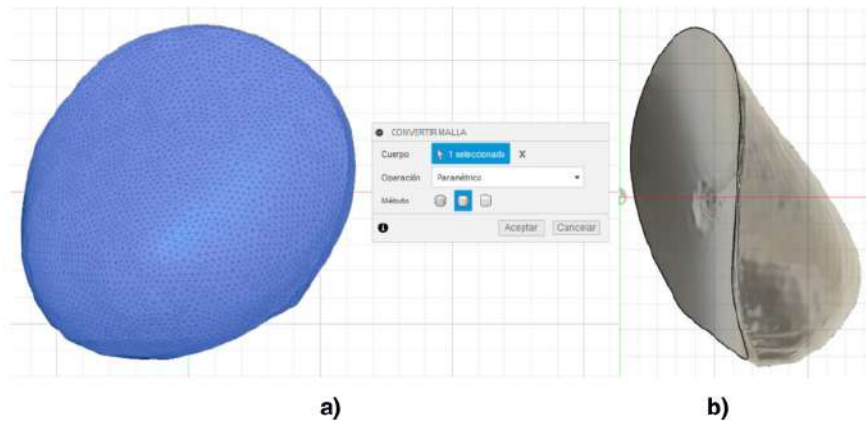 CONVERTIR MALLA
Cuerpo 1 seleccionado X
Operación Paramétrico
Método
Aceptar Cancelar
a) b)